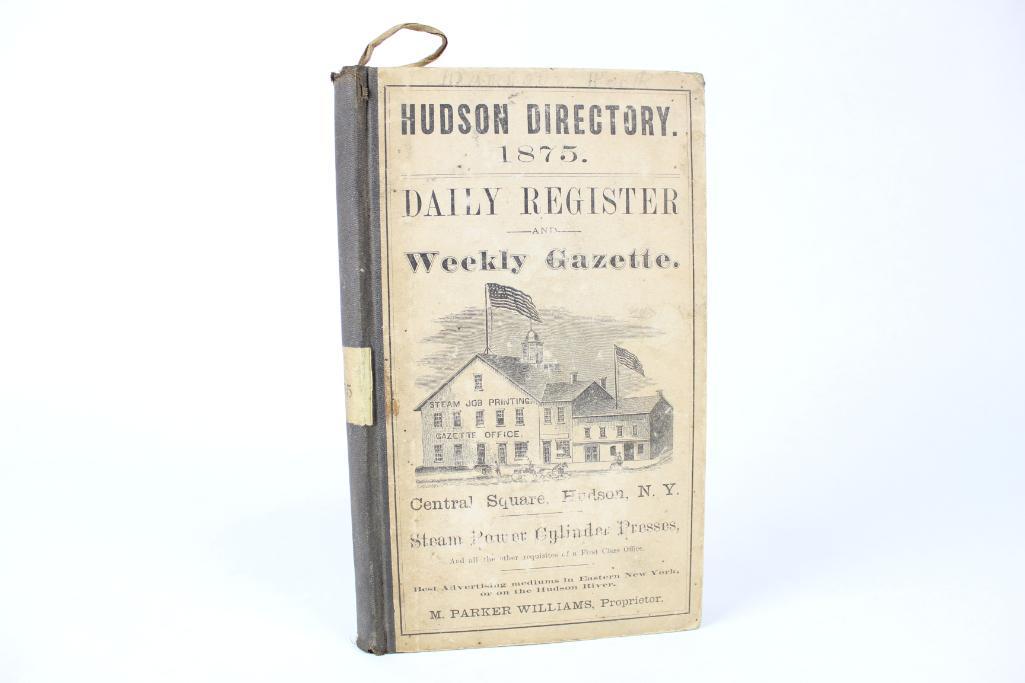 HUDSON DIRECTORY.
1875.
DAILY REGISTER
AND
Weekly Gazette.
STEAM JOB PRINTING.
GAZETTE OFFICE.
Central Square, Hudson, N. Y.
Steam Power Cylinder Presses,
And all the other requisites of a First Class Office.
Best Advertising mediums in Eastern New York,
or on the Hudson River.
M. PARKER WILLIAMS, Proprietor.